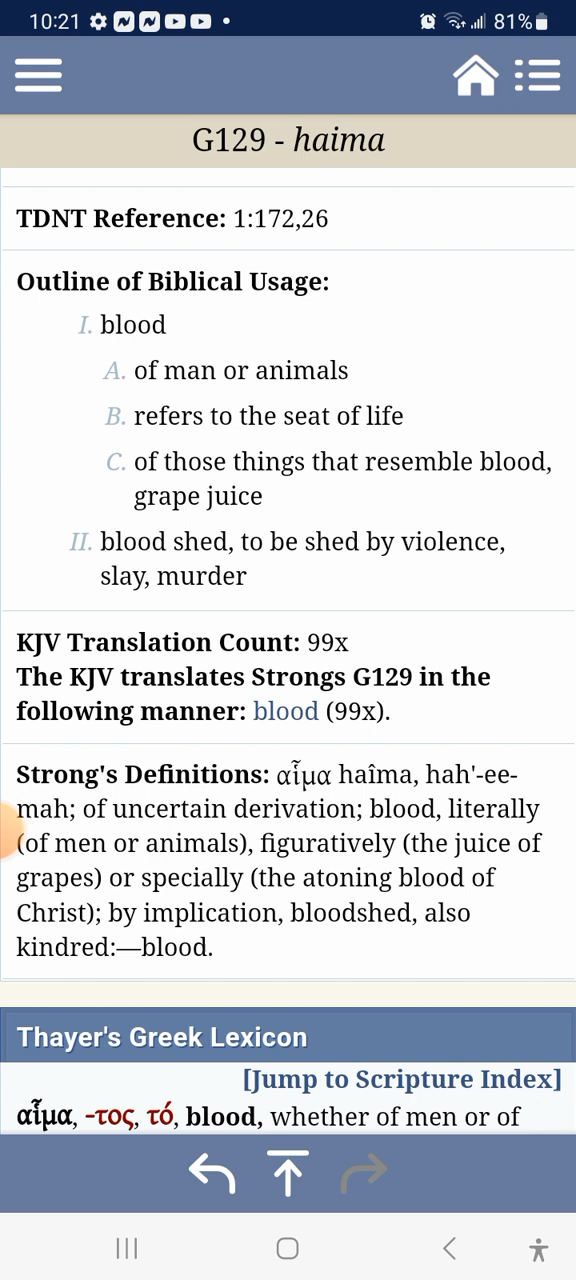 10:21
81%
G129 - haima
TDNT Reference: 1:172,26
Outline of Biblical Usage:
I. blood
A. of man or animals
B. refers to the seat of life
C. of those things that resemble blood,
grape juice
II. blood shed, to be shed by violence,
slay, murder
KJV Translation Count: 99x
The KJV translates Strongs G129 in the
following manner: blood (99x).
Strong's Definitions: αἷμα haîma, hah'-ee-
mah; of uncertain derivation; blood, literally
(of men or animals), figuratively (the juice of
grapes) or specially (the atoning blood of
Christ); by implication, bloodshed, also
kindred:—blood.
Thayer's Greek Lexicon
[Jump to Scripture Index]
αἷμα, -τος, τό, blood, whether of men or of